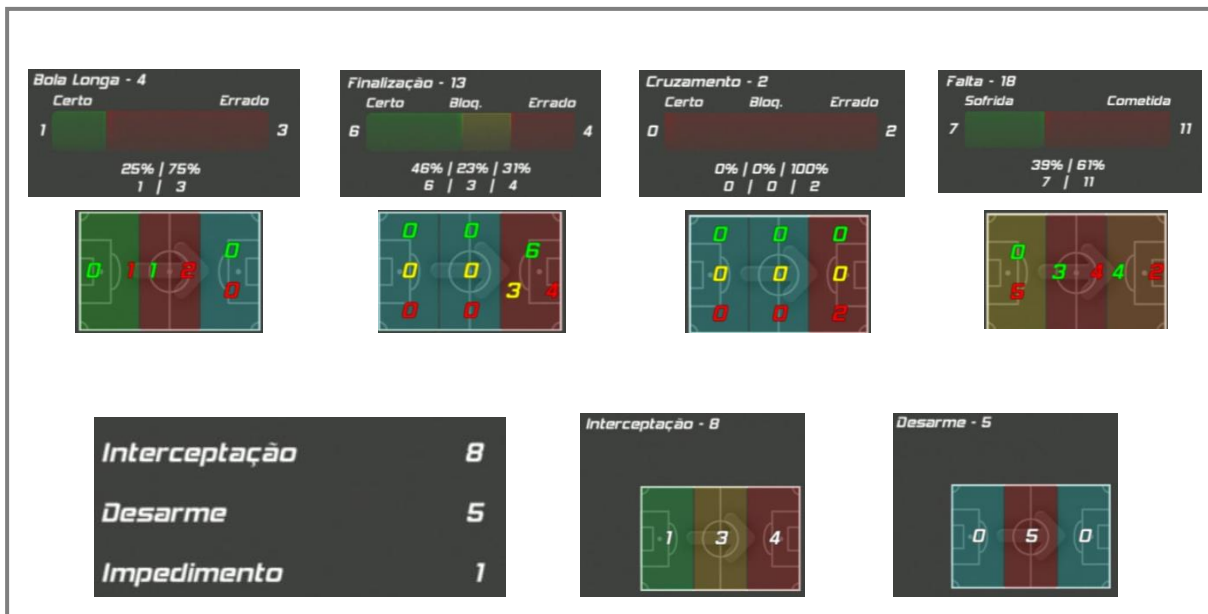 Bola Longa - 4
Certo Errado
1 3
25% | 75%
1 | 3
0 1 1 2 0
0
Finalização - 13
Certo Bloq. Errado
6 4
46% | 23% | 31%
6 | 3 | 4
0 0 6
0 0 3 4
0 0
Cruzamento - 2
Certo Bloq. Errado
0 2
0% | 0% | 100%
0 | 0 | 2
0 0 0
0 0 0
0 0 2
Falta - 18
Sofrida Cometida
7 11
39% | 61%
7 | 11
0 3 4 4 2
5
Interceptação 8
Desarme 5
Impedimento 1
Interceptação - 8
1 3 4
Desarme - 5
0 5 0